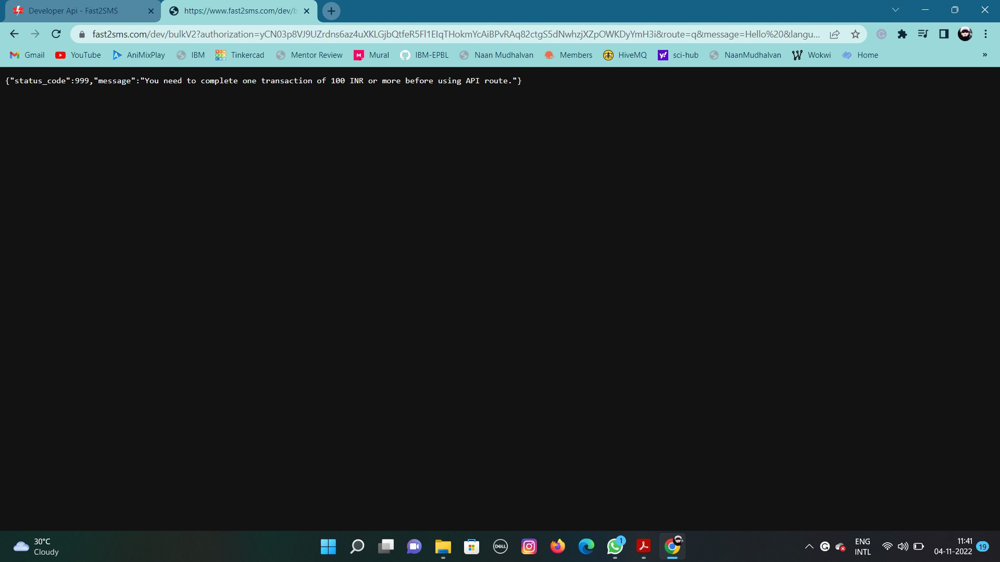 Developer Api - Fast2SMS
https://www.fast2sms.com/dev/b
fast2sms.com/dev/bulkV2?authorization=yCN03p8VJ9UZrdns6az4uXKLGjbQtfeR5Fl1EIqTHokmYcAiBPvRAq82ctgS5dNwhzjXZpOWKDyYmH3i&route=q&message=Hello%20&langu...
Gmail YouTube AniMixPlay IBM Tinkercad Mentor Review Mural IBM-EPBL Naan Mudhalvan Members HiveMQ sci-hub NaanMudhalvan Wokwi Home »
{"status_code":999,"message":"You need to complete one transaction of 100 INR or more before using API route."}
30°C
Cloudy
DELL
1
ENG
INTL
11:41
04-11-2022
19